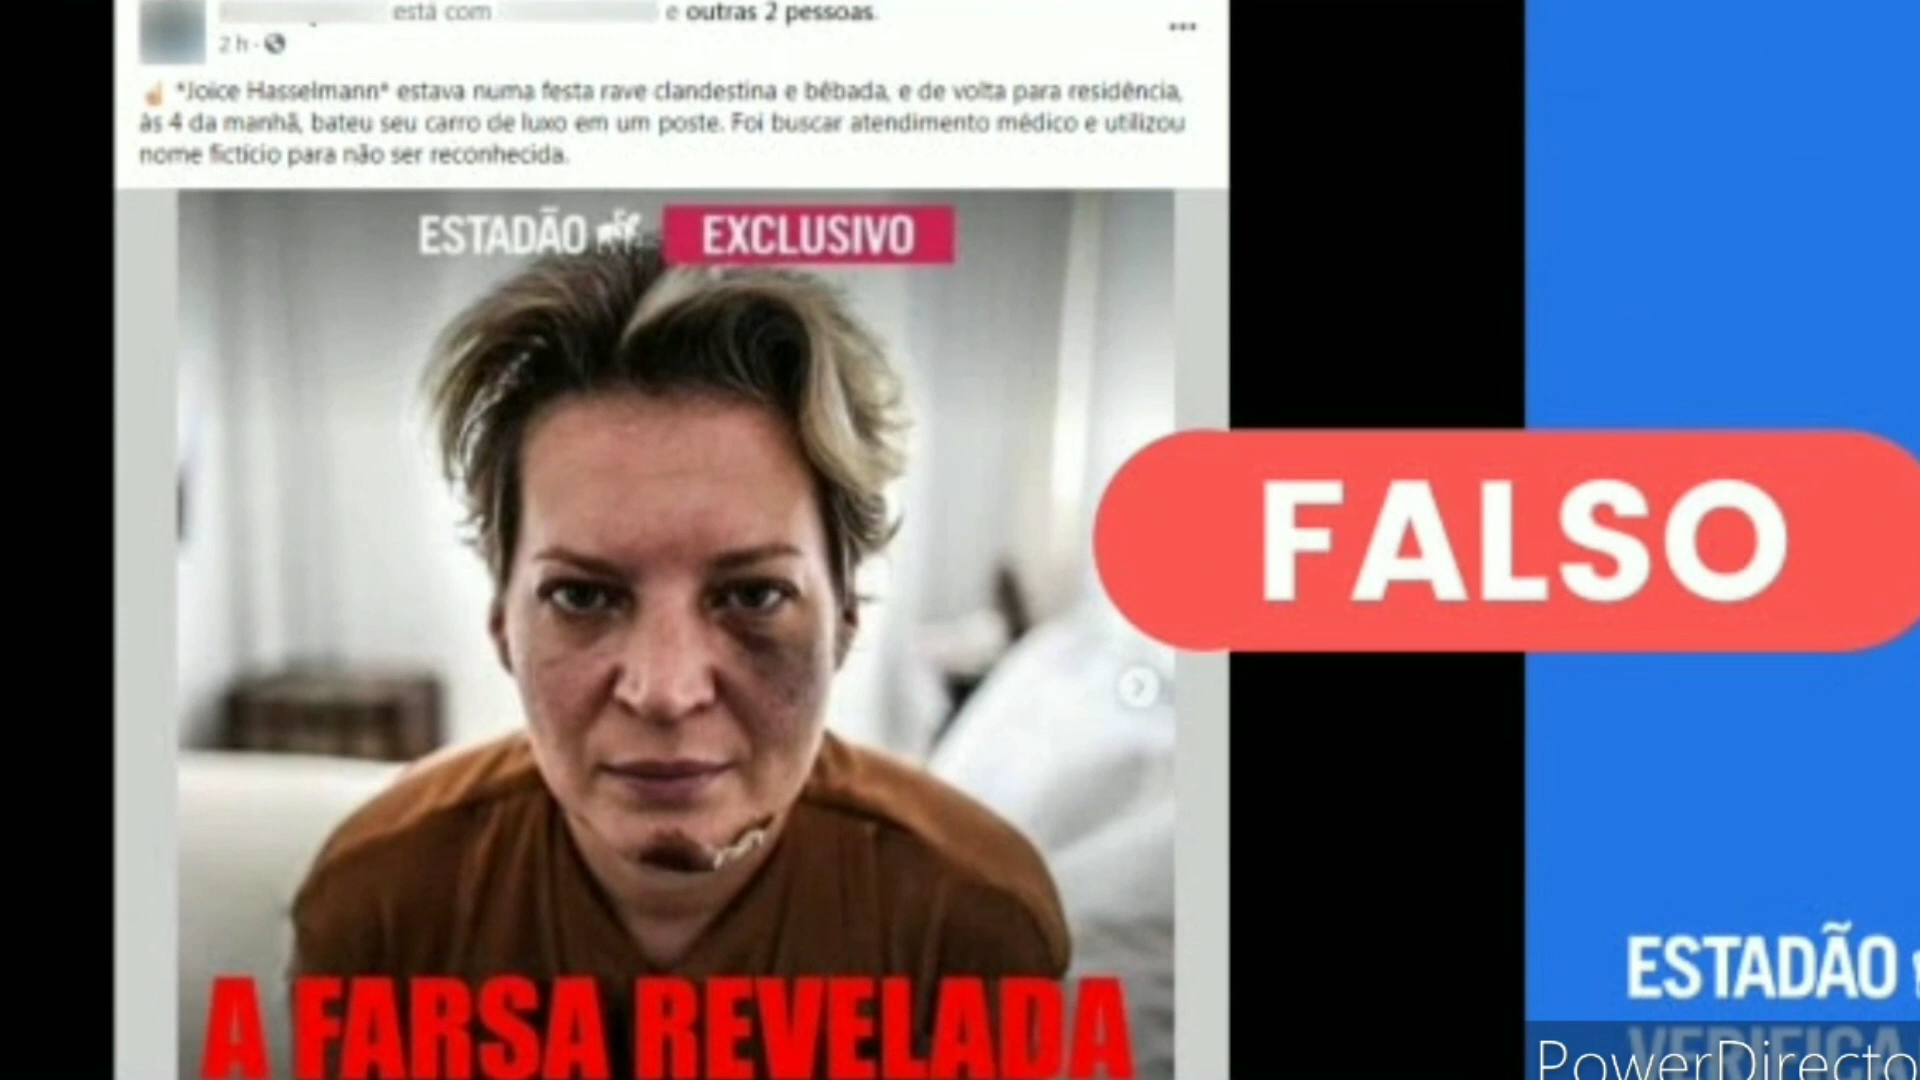 está com
e outras 2 pessoas.
2 h
*Joice Hasselmann* estava numa festa rave clandestina e bêbada, e de volta para residência,
às 4 da manhã, bateu seu carro de luxo em um poste. Foi buscar atendimento médico e utilizou
nome fictício para não ser reconhecida.
ESTADÃO EXCLUSIVO
FALSO
A FARSA REVELADA
ESTADÃO
VERIFICA
PowerDirecto